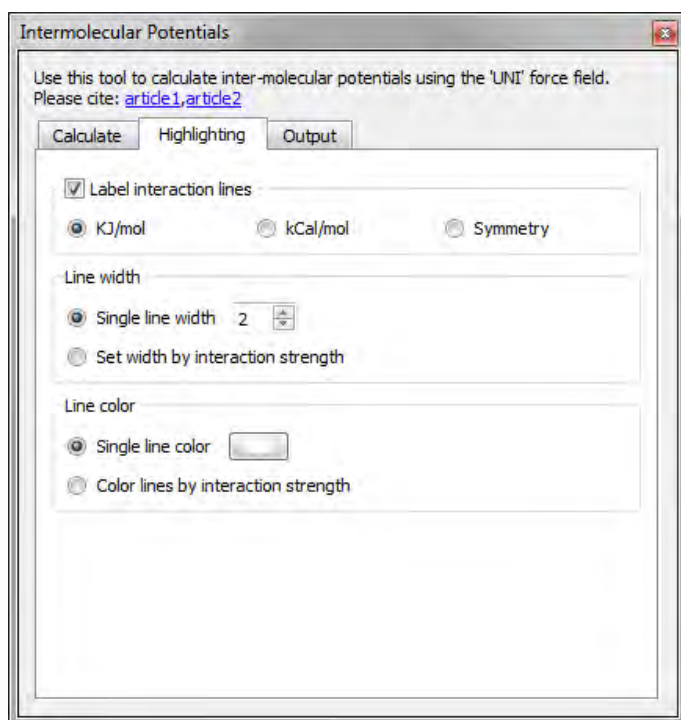 Intermolecular Potentials
Use this tool to calculate inter-molecular potentials using the 'UNI' force field.
Please cite: article1,article2
Calculate Highlighting Output
Label interaction lines
KJ/mol kCal/mol Symmetry
Line width
Single line width 2
Set width by interaction strength
Line color
Single line color
Color lines by interaction strength